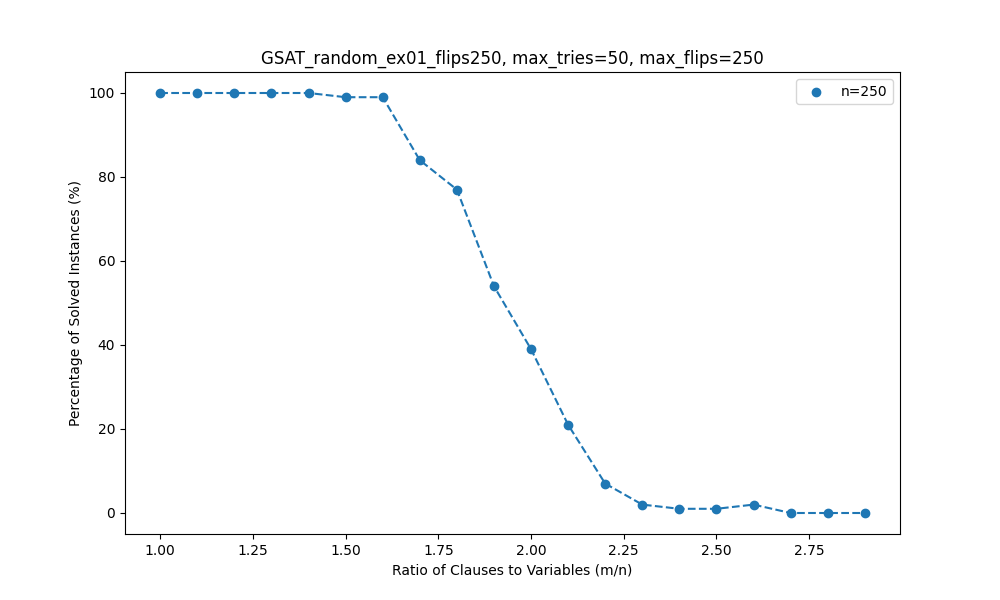 GSAT_random_ex01_flips250, max_tries=50, max_flips=250
n=250
Percentage of Solved Instances (%)
100
80
60
40
20
0
1.00 1.25 1.50 1.75 2.00 2.25 2.50 2.75
Ratio of Clauses to Variables (m/n)